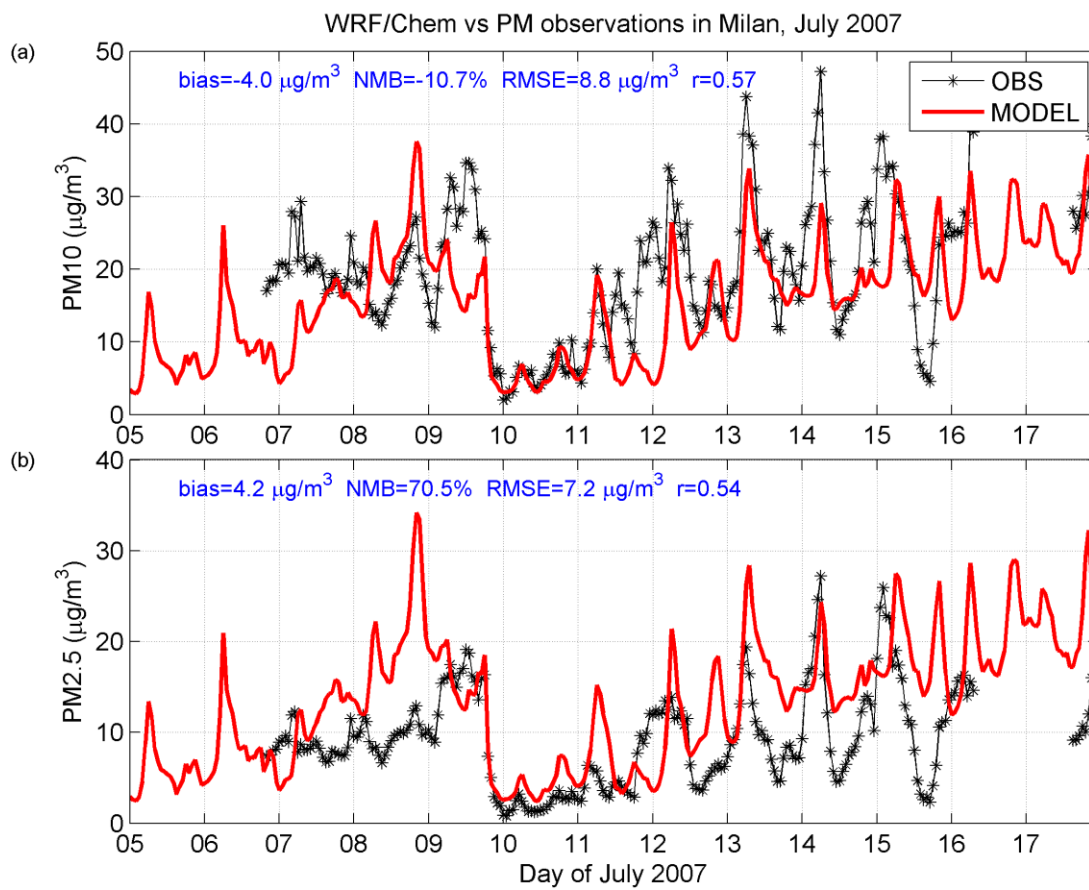 WRF/Chem vs PM observations in Milan, July 2007
(a)
bias=-4.0 μg/m³ NMB=-10.7% RMSE=8.8 μg/m³ r=0.57
OBS
MODEL
PM10 (μg/m³)
50
40
30
20
10
0
05 06 07 08 09 10 11 12 13 14 15 16 17
(b)
bias=4.2 μg/m³ NMB=70.5% RMSE=7.2 μg/m³ r=0.54
PM2.5 (μg/m³)
40
30
20
10
0
05 06 07 08 09 10 11 12 13 14 15 16 17
Day of July 2007